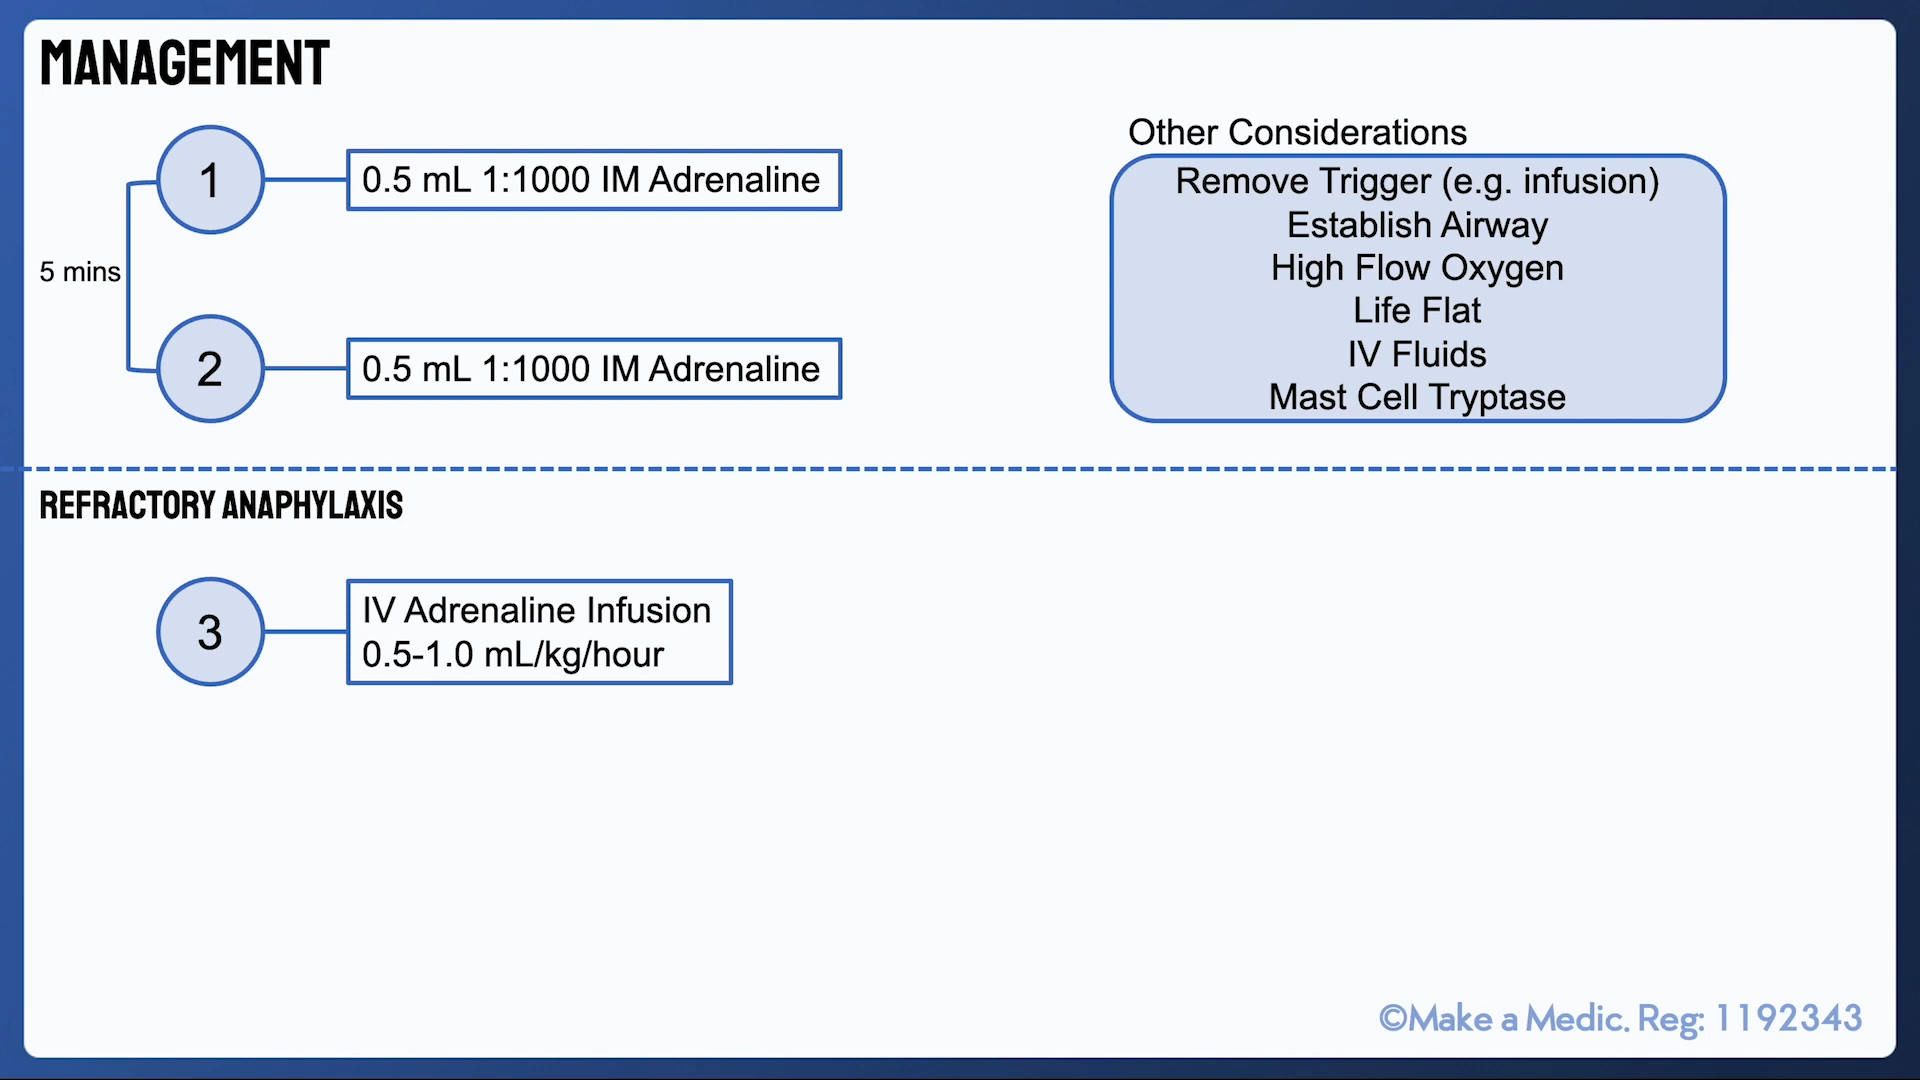 MANAGEMENT
1
0.5 mL 1:1000 IM Adrenaline
5 mins
2
0.5 mL 1:1000 IM Adrenaline
Other Considerations
Remove Trigger (e.g. infusion)
Establish Airway
High Flow Oxygen
Life Flat
IV Fluids
Mast Cell Tryptase
REFRACTORY ANAPHYLAXIS
3
IV Adrenaline Infusion
0.5-1.0 mL/kg/hour
©Make a Medic. Reg: 1192343